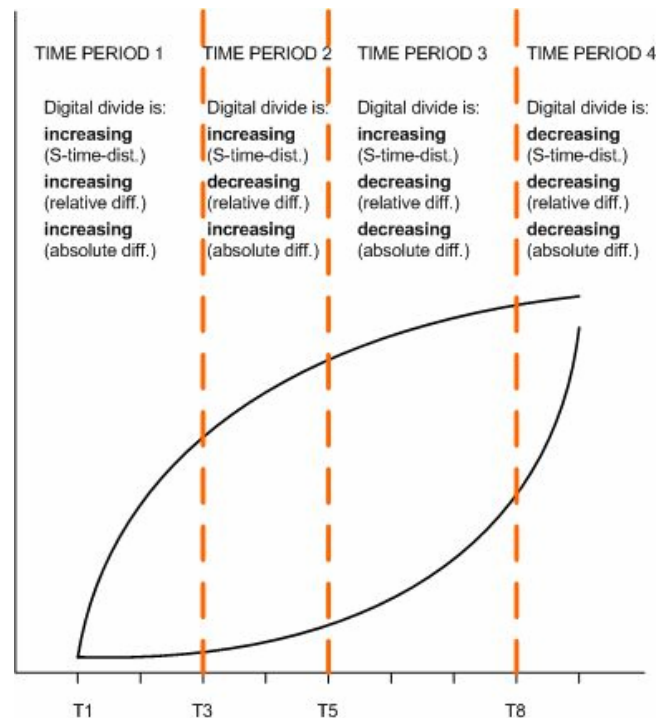 TIME PERIOD 1
Digital divide is:
increasing
(S-time-dist.)
increasing
(relative diff.)
increasing
(absolute diff.)
TIME PERIOD 2
Digital divide is:
increasing
(S-time-dist.)
decreasing
(relative diff.)
increasing
(absolute diff.)
TIME PERIOD 3
Digital divide is:
increasing
(S-time-dist.)
decreasing
(relative diff.)
decreasing
(absolute diff.)
TIME PERIOD 4
Digital divide is:
decreasing
(S-time-dist.)
decreasing
(relative diff.)
decreasing
(absolute diff.)
T1
T3
T5
T8